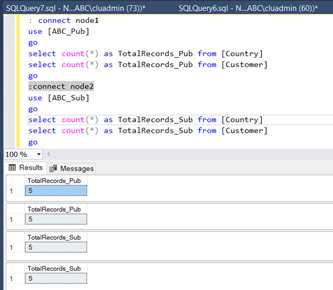 SQLQuery7.sql - N...ABC\cluadmin (73))*
SQLQuery6.sql - N...ABC\cluadmin (60))*
: connect node1
use [ABC_Pub]
go
select count(*) as TotalRecords_Pub from [Country]
select count(*) as TotalRecords_Pub from [Customer]
go
:connect node2
use [ABC_Sub]
go
select count(*) as TotalRecords_Sub from [Country]
select count(*) as TotalRecords_Sub from [Customer]
go
100 %
Results Messages
TotalRecords_Pub
1 5
TotalRecords_Pub
1 5
TotalRecords_Sub
1 5
TotalRecords_Sub
1 5